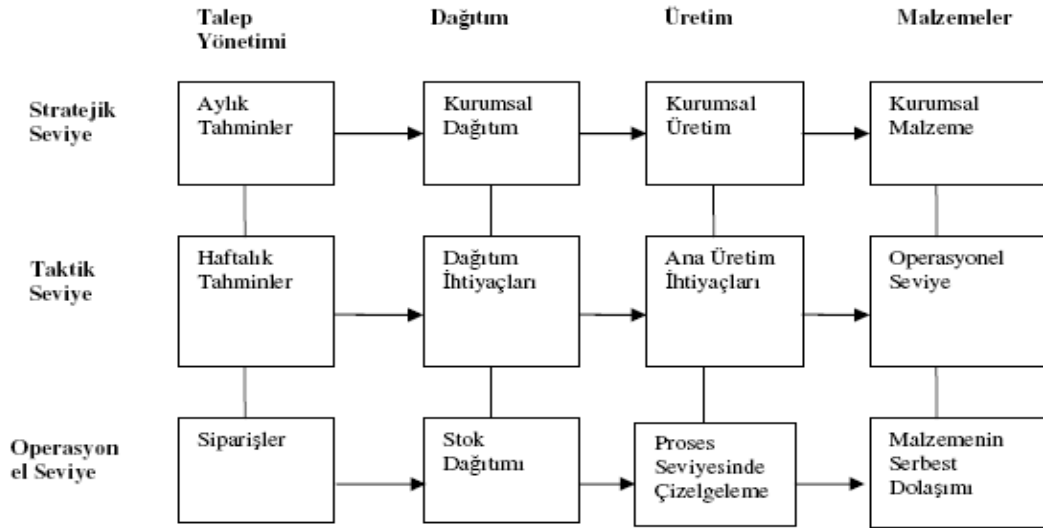 Talep
Yönetimi
Dağıtım
Üretim
Malzemeler
Stratejik
Seviye
Aylık
Tahminler
Kurumsal
Dağıtım
Kurumsal
Üretim
Kurumsal
Malzeme
Taktik
Seviye
Haftalık
Tahminler
Dağıtım
İhtiyaçları
Ana Üretim
İhtiyaçları
Operasyonel
Seviye
Operasyon
el Seviye
Siparişler
Stok
Dağıtımı
Proses
Seviyesinde
Çizelgeleme
Malzemenin
Serbest
Dolaşımı